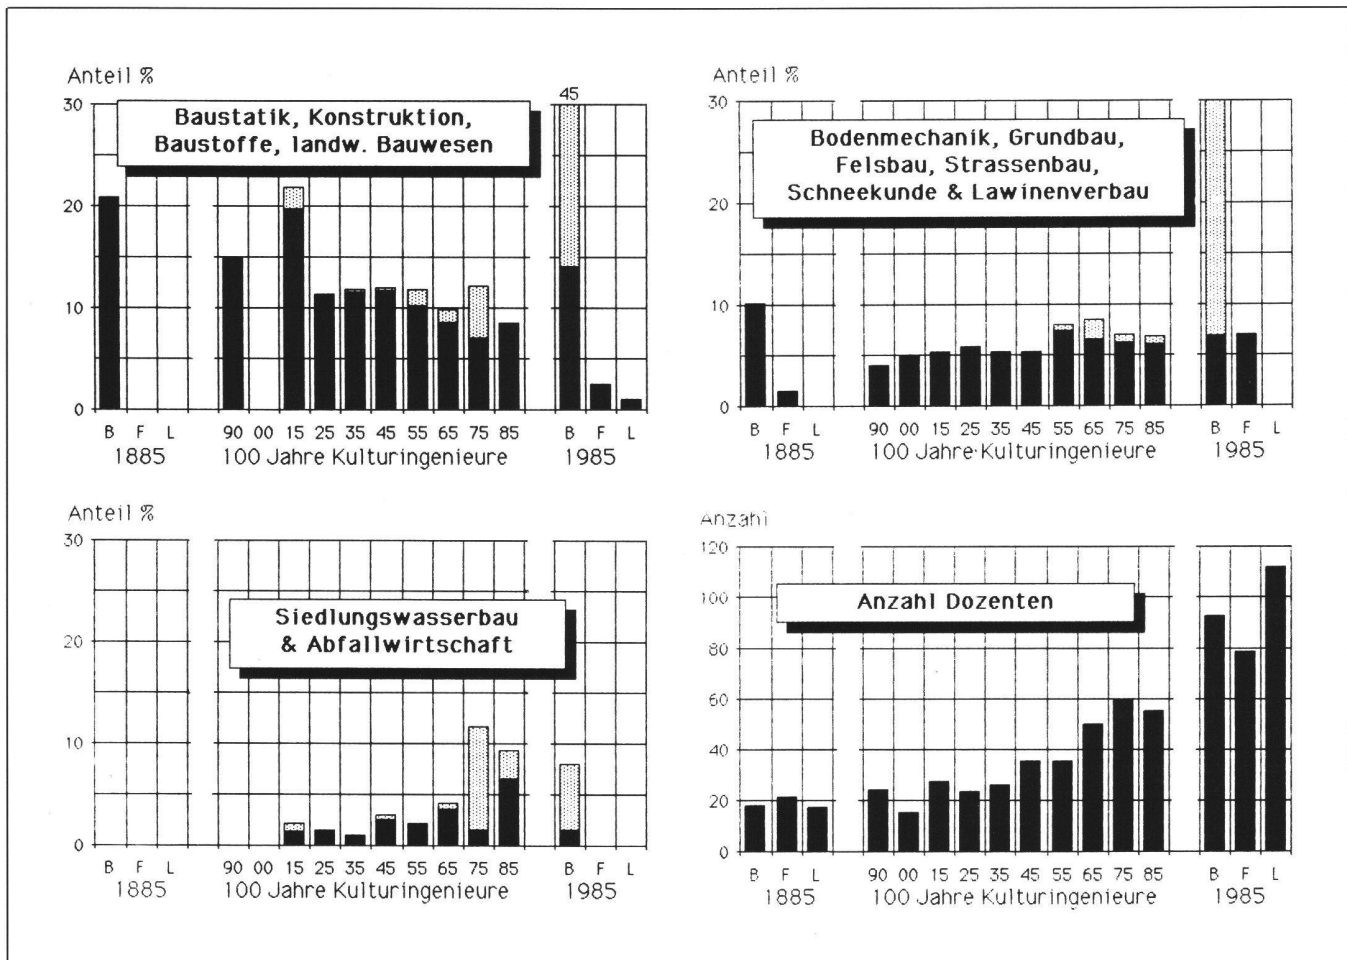 Anteil %
45
30
20
10
0
Baustatik, Konstruktion,
Baustoffe, landw. Bauwesen
B F L 90 00 15 25 35 45 55 65 75 85 B F L
1885 100 Jahre Kulturingenieure 1985
Anteil %
30
20
10
0
Bodenmechanik, Grundbau,
Felsbau, Strassenbau,
Schneekunde & Lawinenverbau
B F L 90 00 15 25 35 45 55 65 75 85 B F L
1885 100 Jahre Kulturingenieure 1985
Anteil %
30
20
10
0
Siedlungswasserbau
& Abfallwirtschaft
B F L 90 00 15 25 35 45 55 65 75 85 B F L
1885 100 Jahre Kulturingenieure 1985
Anzahl
120
100
80
60
40
20
0
Anzahl Dozenten
B F L 90 00 15 25 35 45 55 65 75 85 B F L
1885 100 Jahre Kulturingenieure 1985